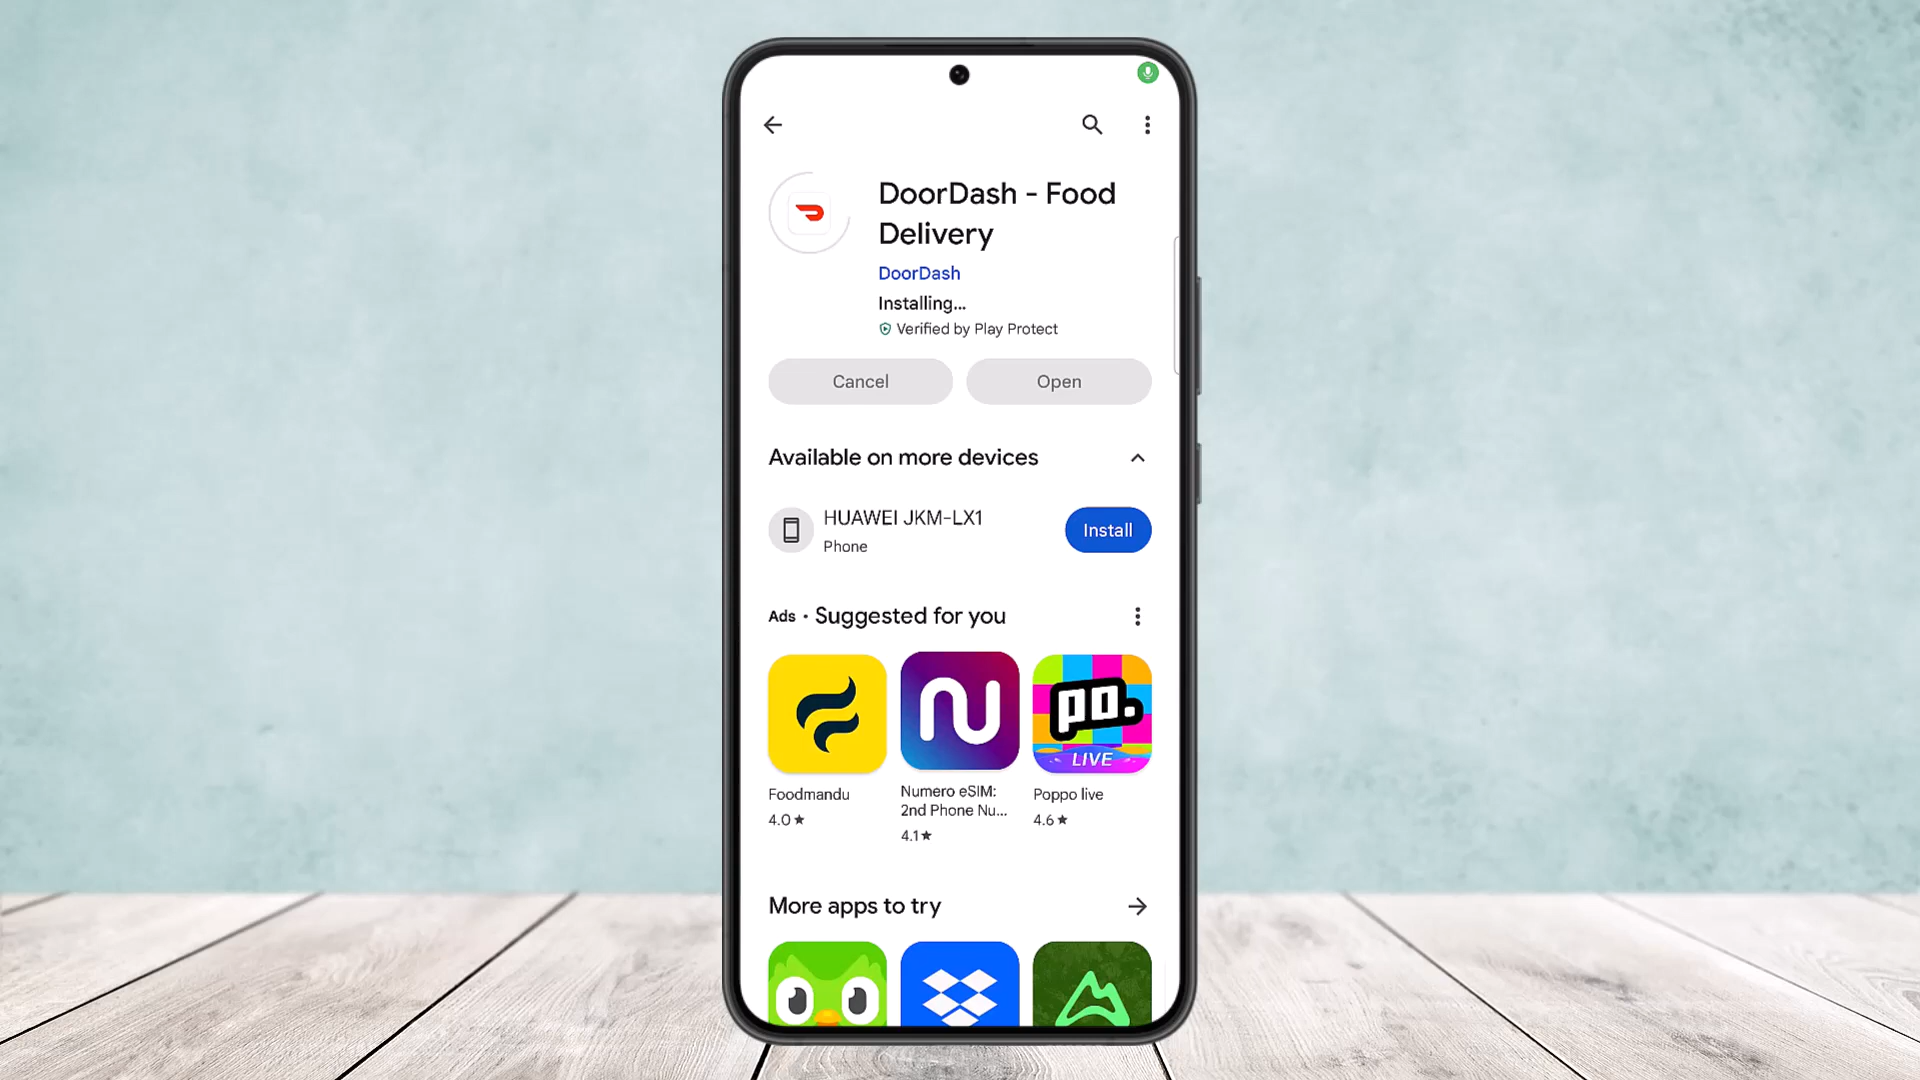 DoorDash - Food
Delivery
DoorDash
Installing...
Verified by Play Protect
Cancel
Open
Available on more devices
HUAWEI JKM-LX1
Phone
Install
Ads • Suggested for you
po.
LIVE
Foodmandu
4.0★
Numero eSIM:
2nd Phone Nu...
4.1★
Poppo live
4.6★
More apps to try